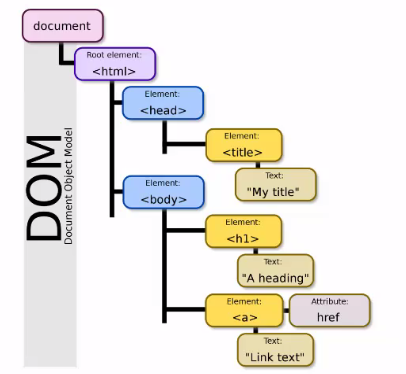 document
Root element:
<html>
Element:
<head>
Element:
<title>
Text:
"My title"
Element:
<body>
Element:
<h1>
Text:
"A heading"
Element:
<a>
Attribute:
href
Text:
"Link text"
DOM
Document Object Model